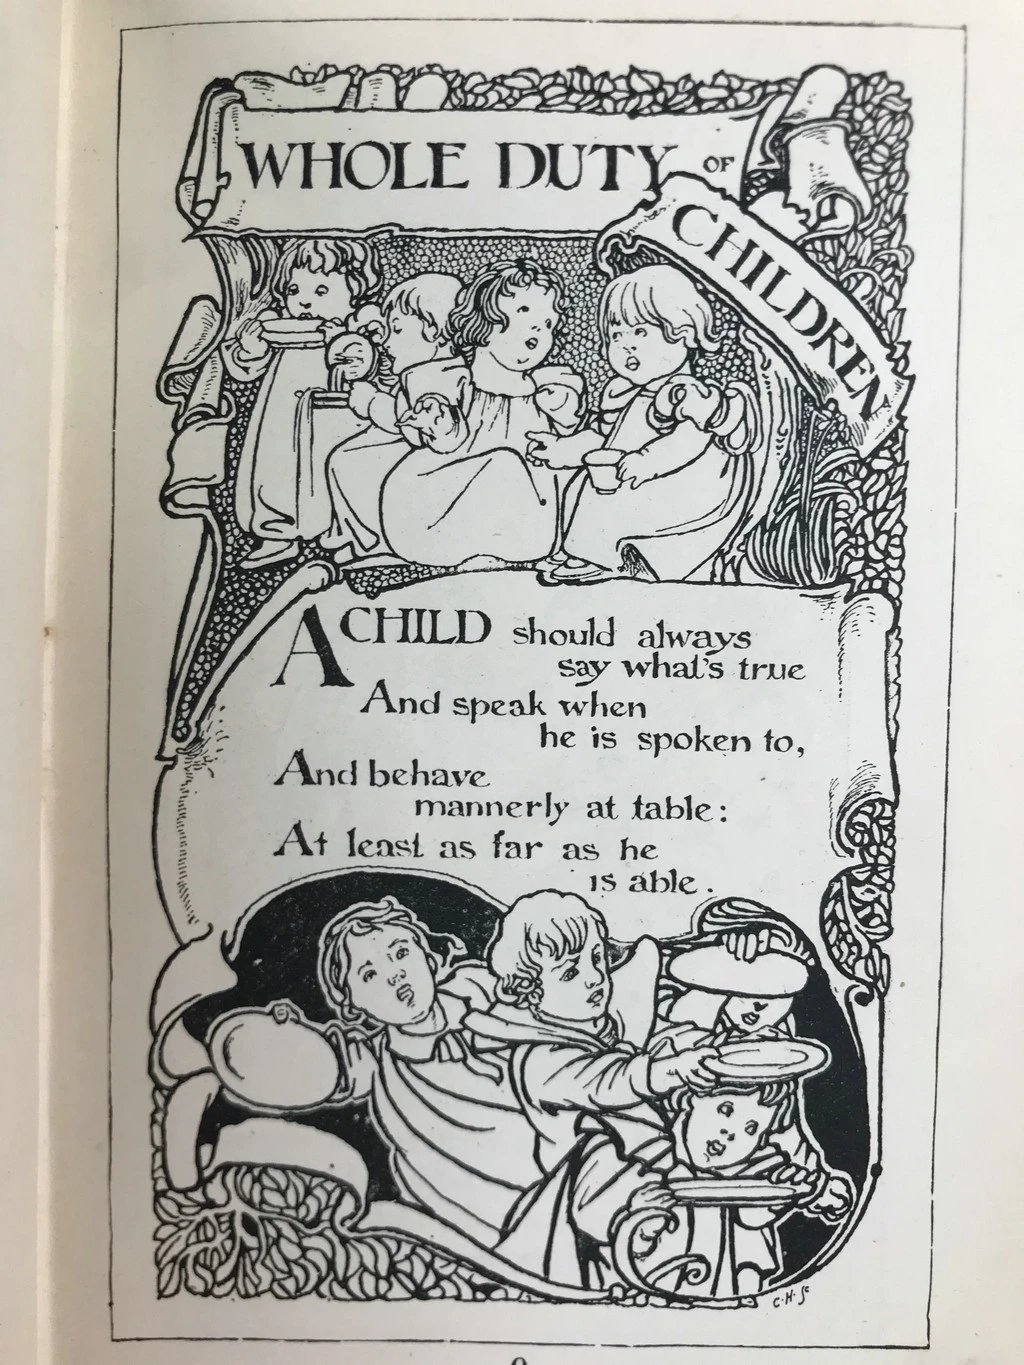 WHOLE DUTY OF
CHILDREN
A CHILD should always
say what's true
And speak when
he is spoken to,
And behave
mannerly at table:
At least as far as he
is able.
C.H. Sc